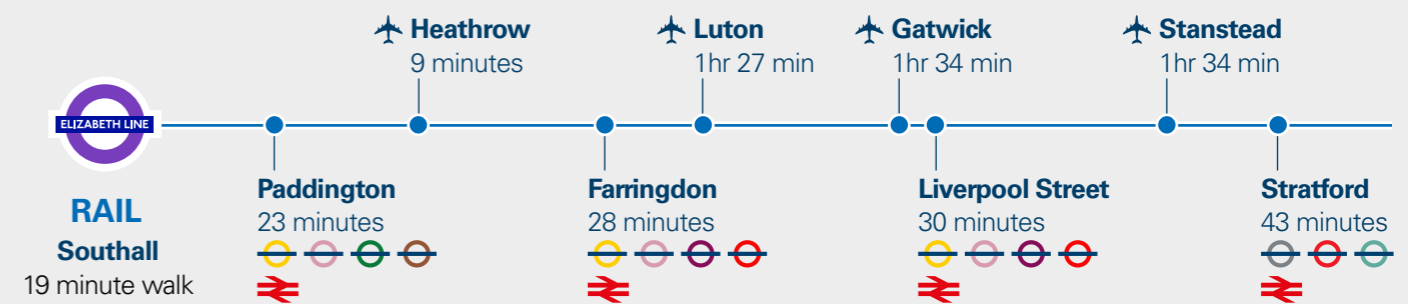 Heathrow
9 minutes
Luton
1hr 27 min
Gatwick
1hr 34 min
Stanstead
1hr 34 min
ELIZABETH LINE
RAIL
Southall
19 minute walk
Paddington
23 minutes
Farringdon
28 minutes
Liverpool Street
30 minutes
Stratford
43 minutes